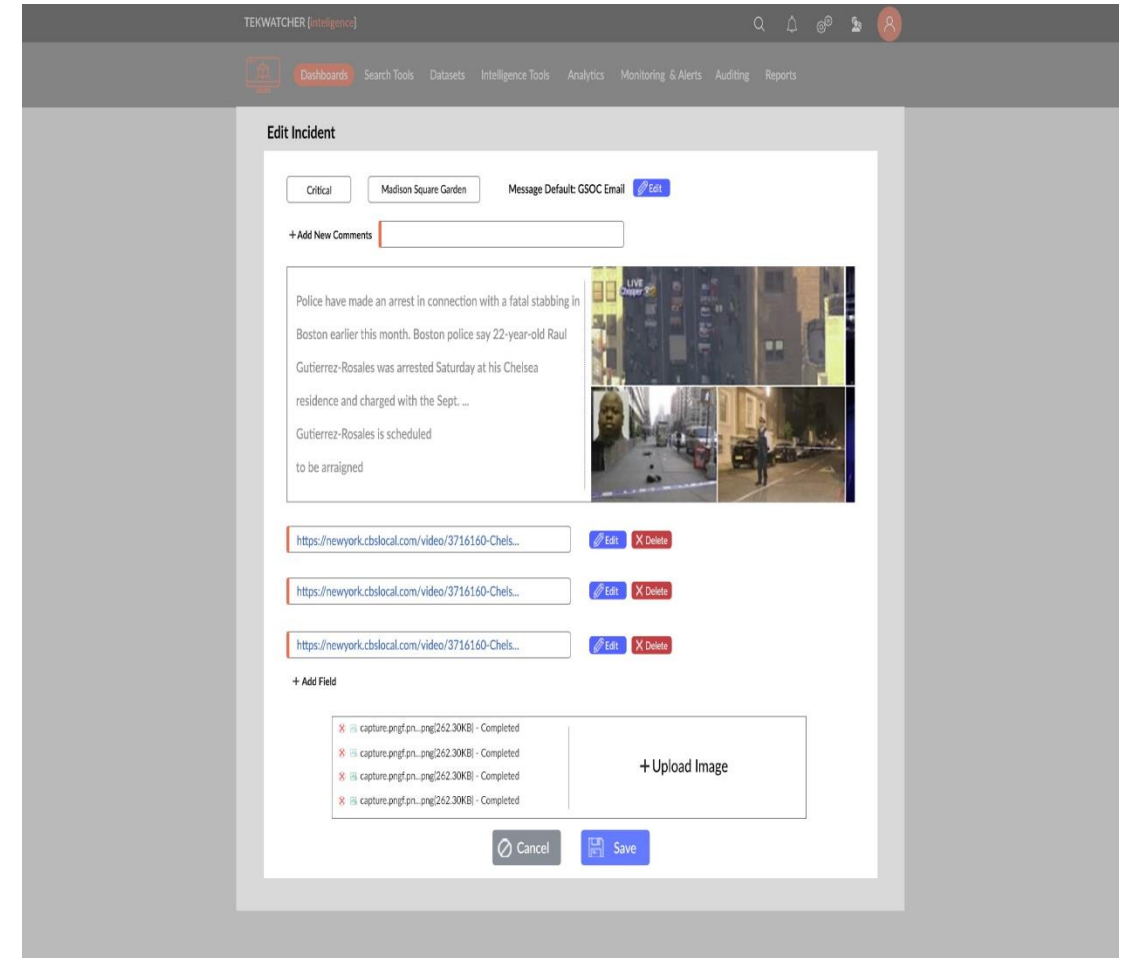 TEKWATCHER [inteligence]
Dashboards Search Tools Datasets Intelligence Tools Analytics Monitoring & Alerts Auditing Reports
Edit Incident
Critical Madison Square Garden Message Default: GSOC Email Edit
+ Add New Comments
LIVE
Chopper 2
Police have made an arrest in connection with a fatal stabbing in
Boston earlier this month. Boston police say 22-year-old Raul
Gutierrez-Rosales was arrested Saturday at his Chelsea
residence and charged with the Sept. ...
Gutierrez-Rosales is scheduled
to be arraigned
https://newyork.cbslocal.com/video/3716160-Chels... Edit X Delete
https://newyork.cbslocal.com/video/3716160-Chels... Edit X Delete
https://newyork.cbslocal.com/video/3716160-Chels... Edit X Delete
+ Add Field
capture.pngf.pn...png(262.30KB) - Completed
capture.pngf.pn...png(262.30KB) - Completed
capture.pngf.pn...png(262.30KB) - Completed
capture.pngf.pn...png(262.30KB) - Completed
+ Upload Image
Cancel Save